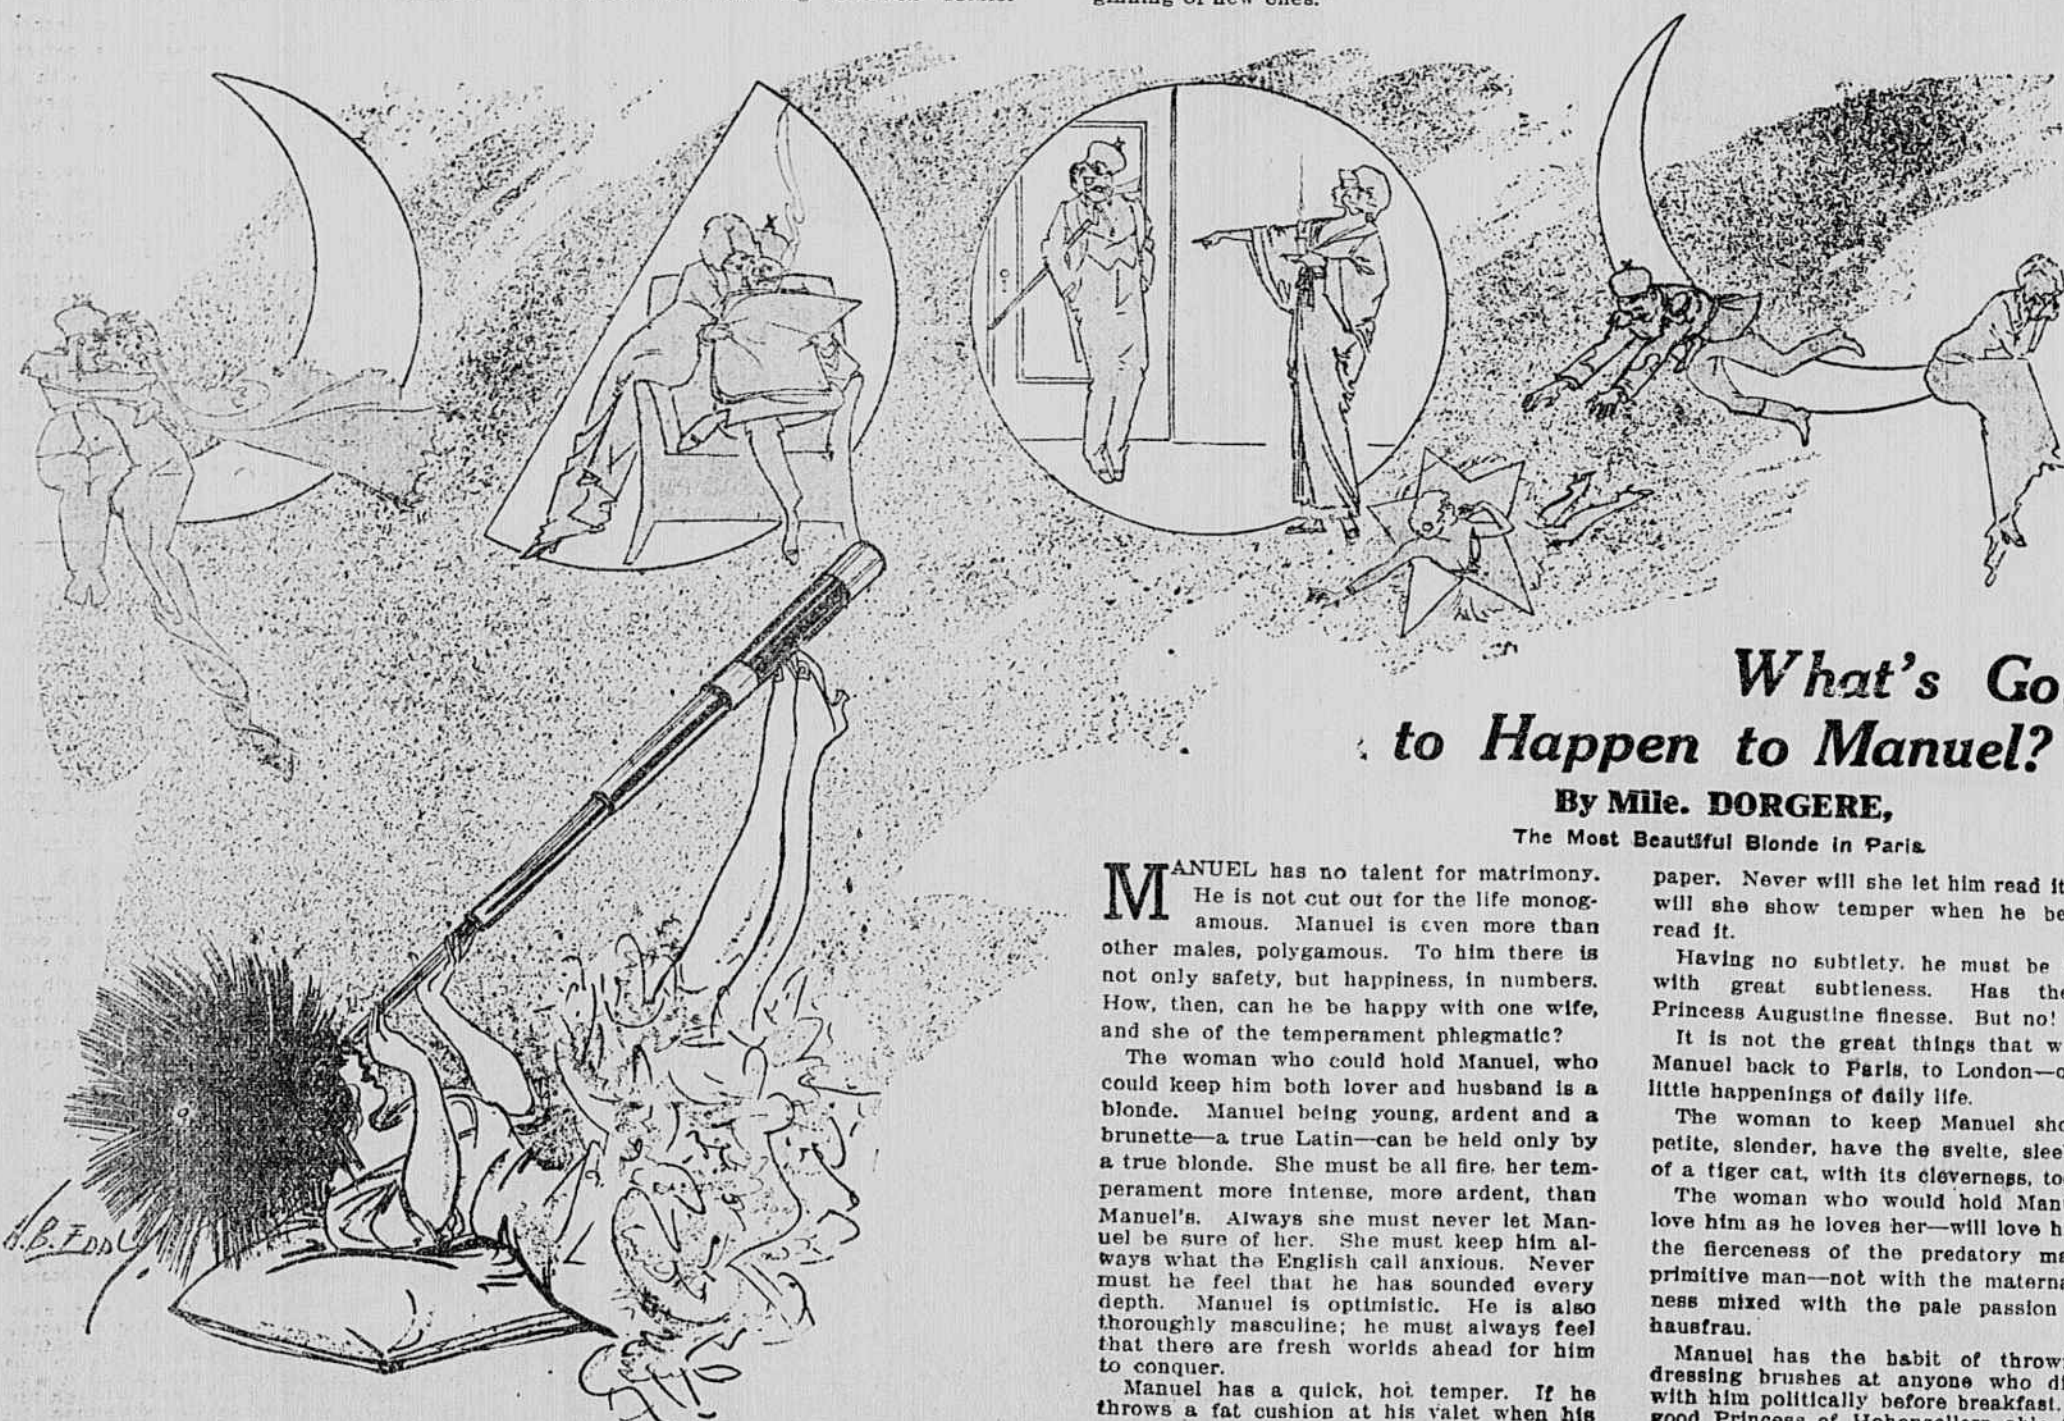 ginning of new ones.
What's Go
to Happen to Manuel?
By Mlle. DORGERE,
The Most Beautiful Blonde in Paris
MANUEL has no talent for matrimony.
He is not cut out for the life monog-
amous. Manuel is even more than
other males, polygamous. To him there is
not only safety, but happiness, in numbers.
How, then, can he be happy with one wife,
and she of the temperament phlegmatic?
The woman who could hold Manuel, who
could keep him both lover and husband is a
blonde. Manuel being young, ardent and a
brunette—a true Latin—can be held only by
a true blonde. She must be all fire, her tem-
perament more intense, more ardent, than
Manuel's. Always she must never let Man-
uel be sure of her. She must keep him al-
ways what the English call anxious. Never
must he feel that he has sounded every
depth. Manuel is optimistic. He is also
thoroughly masculine; he must always feel
that there are fresh worlds ahead for him
to conquer.
Manuel has a quick, hot temper. If he
throws a fat cushion at his valet when his
paper. Never will she let him read it
will she show temper when he be
read it.
Having no subtlety, he must be
with great subtleness. Has the
Princess Augustine finesse. But no!
It is not the great things that w
Manuel back to Paris, to London—o
little happenings of daily life.
The woman to keep Manuel sho
petite, slender, have the svelte, slee
of a tiger cat, with its cleverness, to
The woman who would hold Man
love him as he loves her—will love h
the fierceness of the predatory ma
primitive man—not with the materna
ness mixed with the pale passion
hausfrau.
Manuel has the habit of throw
dressing brushes at anyone who di
with him politically before breakfast.
good Princess of
H.B. EDDY